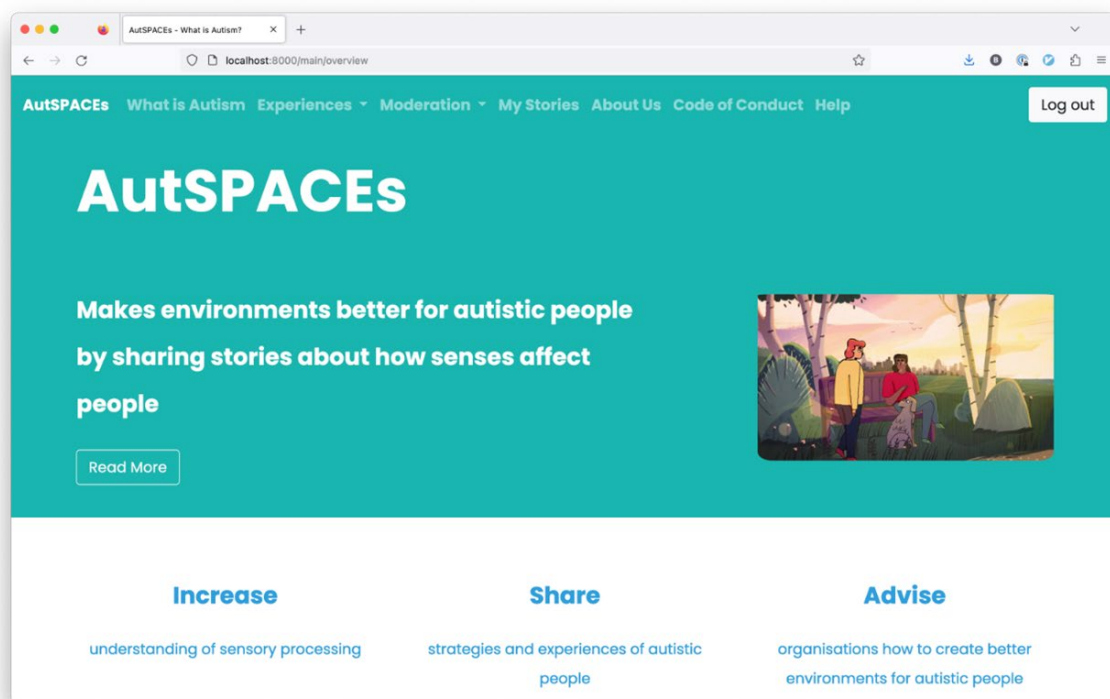 AutSPACEs - What is Autism?
localhost:8000/main/overview
AutSPACEs What is Autism Experiences Moderation My Stories About Us Code of Conduct Help Log out
AutSPACEs
Makes environments better for autistic people
by sharing stories about how senses affect
people
Read More
Increase Share Advise
understanding of sensory processing strategies and experiences of autistic organisations how to create better
people environments for autistic people